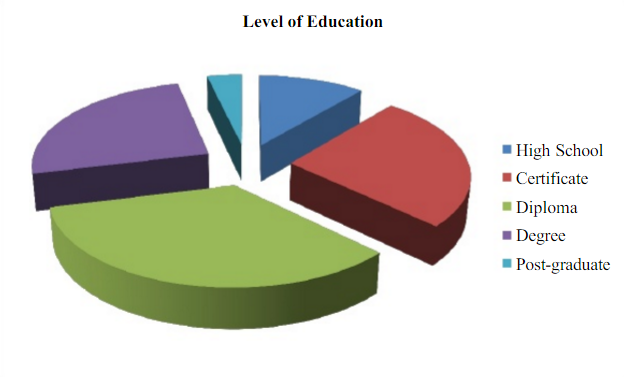 Level of Education
High School
Certificate
Diploma
Degree
Post-graduate